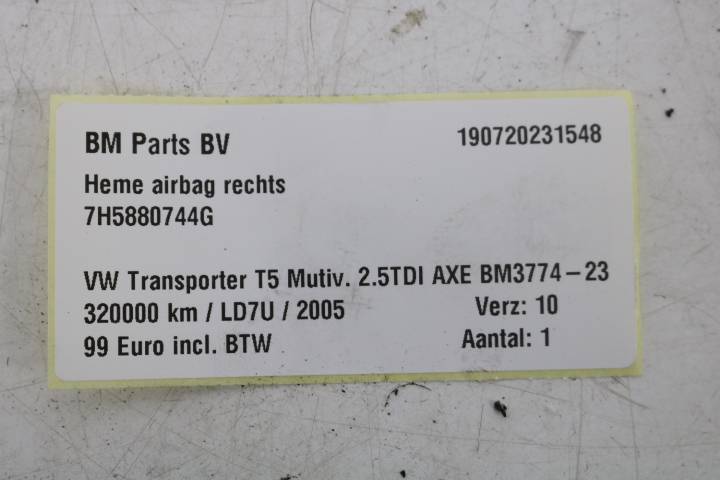 BM Parts BV 190720231548
Heme airbag rechts
7H5880744G
VW Transporter T5 Mutiv. 2.5TDI AXE BM3774-23
320000 km / LD7U / 2005 Verz: 10
99 Euro incl. BTW Aantal: 1